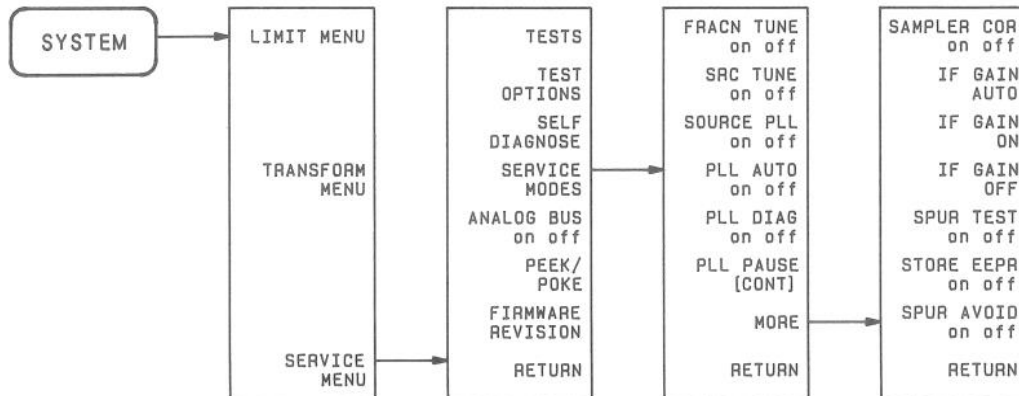 SYSTEM
LIMIT MENU
TRANSFORM
MENU
SERVICE
MENU
TESTS
TEST
OPTIONS
SELF
DIAGNOSE
SERVICE
MODES
ANALOG BUS
on off
PEEK/
POKE
FIRMWARE
REVISION
RETURN
FRACN TUNE
on off
SRC TUNE
on off
SOURCE PLL
on off
PLL AUTO
on off
PLL DIAG
on off
PLL PAUSE
[CONT]
MORE
RETURN
SAMPLER COR
on off
IF GAIN
AUTO
IF GAIN
ON
IF GAIN
OFF
SPUR TEST
on off
STORE EEPR
on off
SPUR AVOID
on off
RETURN